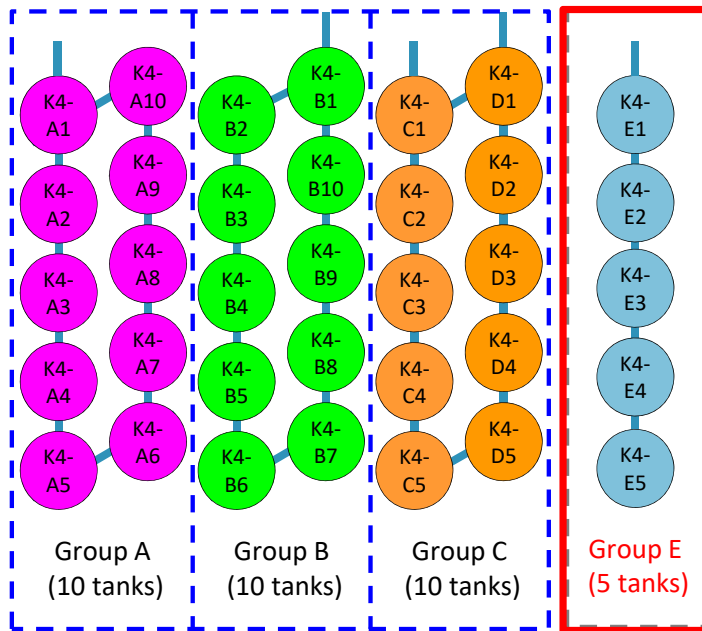 K4-
A1
K4-
A2
K4-
A3
K4-
A4
K4-
A5
K4-
A10
K4-
A9
K4-
A8
K4-
A7
K4-
A6
Group A
(10 tanks)
K4-
B2
K4-
B3
K4-
B4
K4-
B5
K4-
B6
K4-
B1
K4-
B10
K4-
B9
K4-
B8
K4-
B7
Group B
(10 tanks)
K4-
C1
K4-
C2
K4-
C3
K4-
C4
K4-
C5
K4-
D1
K4-
D2
K4-
D3
K4-
D4
K4-
D5
Group C
(10 tanks)
K4-
E1
K4-
E2
K4-
E3
K4-
E4
K4-
E5
Group E
(5 tanks)